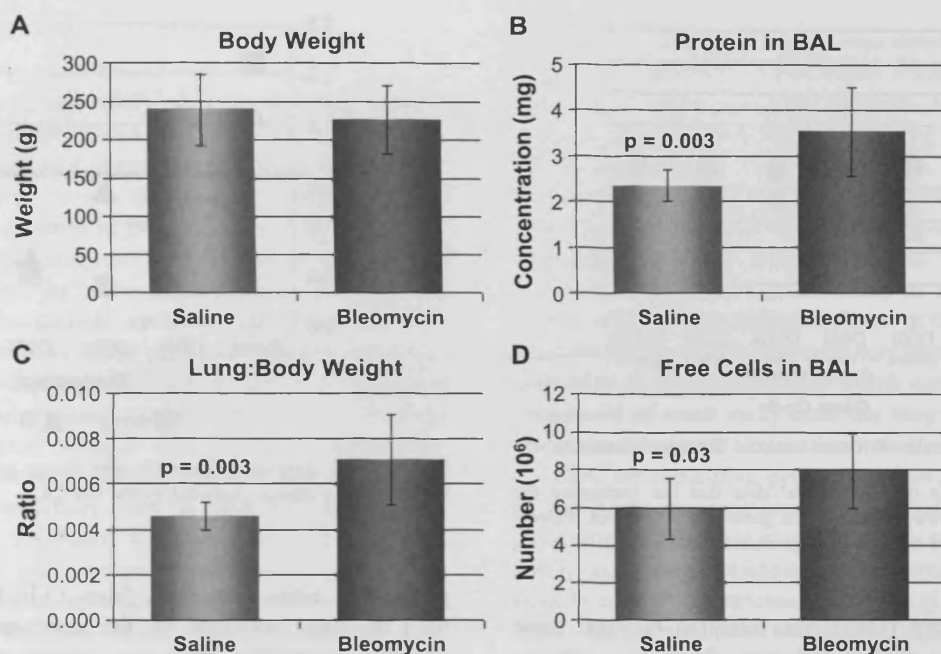 A
Body Weight
Weight (g)
300
250
200
150
100
50
0
Saline
Bleomycin
B
Protein in BAL
Concentration (mg)
5
4
3
2
1
0
p = 0.003
Saline
Bleomycin
C
Lung:Body Weight
Ratio
0.010
0.008
0.006
0.004
0.002
0.000
p = 0.003
Saline
Bleomycin
D
Free Cells in BAL
Number (10⁶)
12
10
8
6
4
2
0
p = 0.03
Saline
Bleomycin